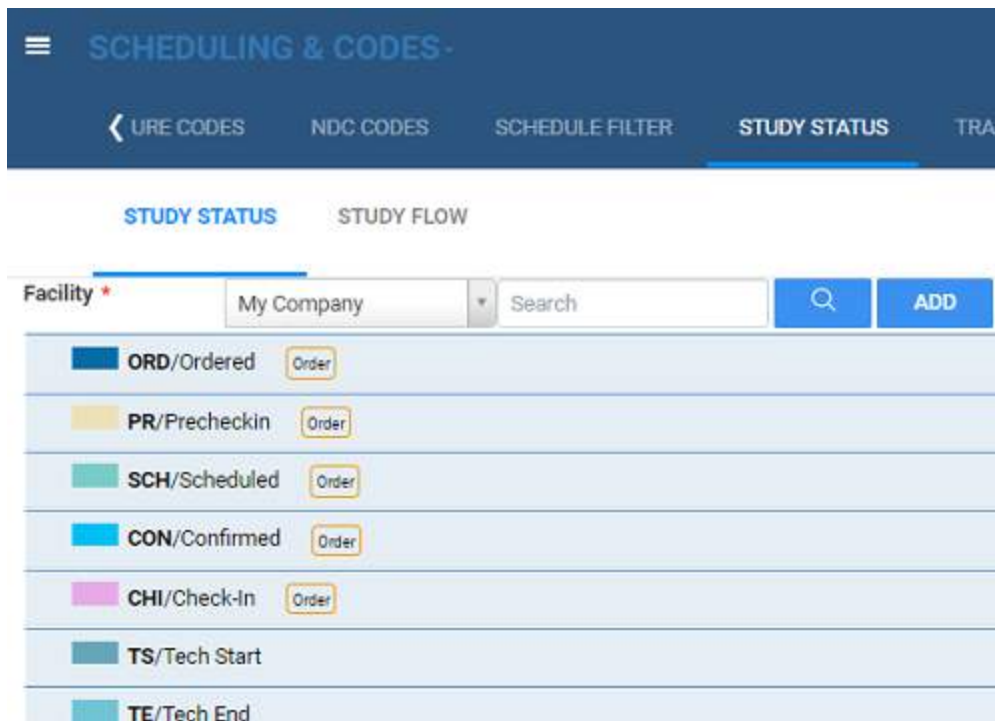 SCHEDULING & CODES -
URE CODES NDC CODES SCHEDULE FILTER STUDY STATUS TRA
STUDY STATUS STUDY FLOW
Facility * My Company Search ADD
ORD/Ordered Order
PR/Precheckin Order
SCH/Scheduled Order
CON/Confirmed Order
CHI/Check-In Order
TS/Tech Start
TE/Tech End